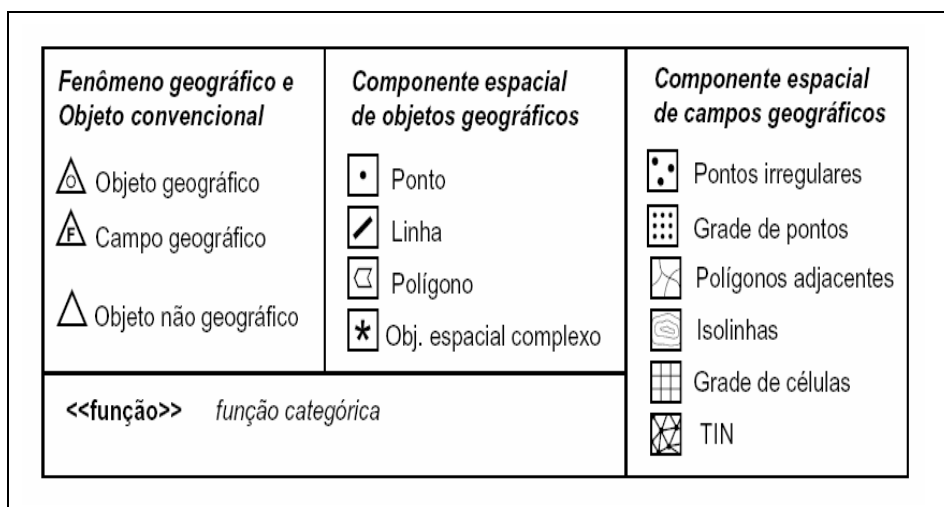 Fenômeno geográfico e
Objeto convencional
Objeto geográfico
F Campo geográfico
Objeto não geográfico
Componente espacial
de objetos geográficos
Ponto
Linha
Polígono
Obj. espacial complexo
<<função>> função categórica
Componente espacial
de campos geográficos
Pontos irregulares
Grade de pontos
Polígonos adjacentes
Isolinhas
Grade de células
TIN